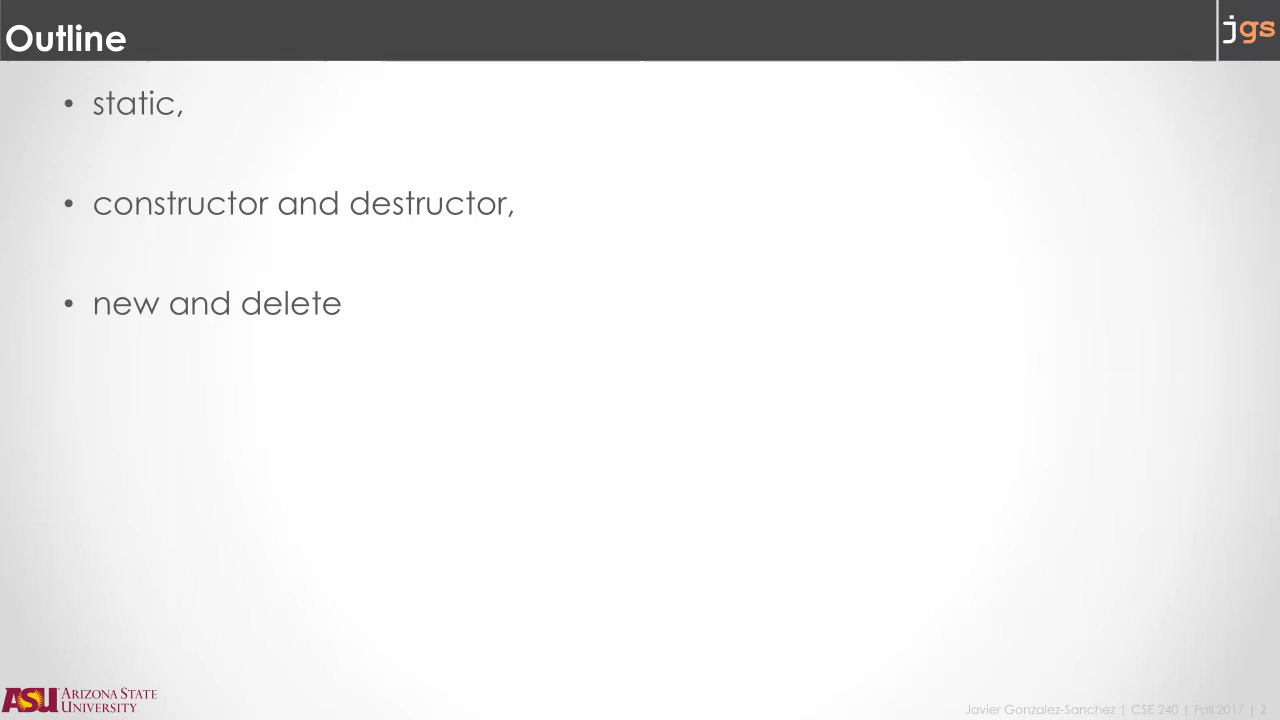 Outline
jgs
• static,
• constructor and destructor,
• new and delete
ASU ARIZONA STATE
UNIVERSITY
Javier Gonzalez-Sanchez | CSE 240 | Fall 2017 | 2